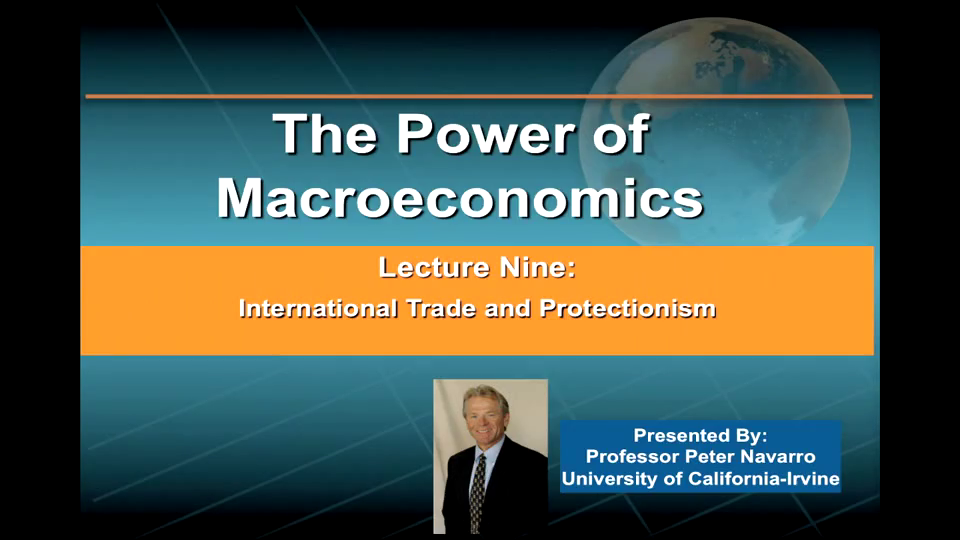 The Power of
Macroeconomics
Lecture Nine:
International Trade and Protectionism
Presented By:
Professor Peter Navarro
University of California-Irvine